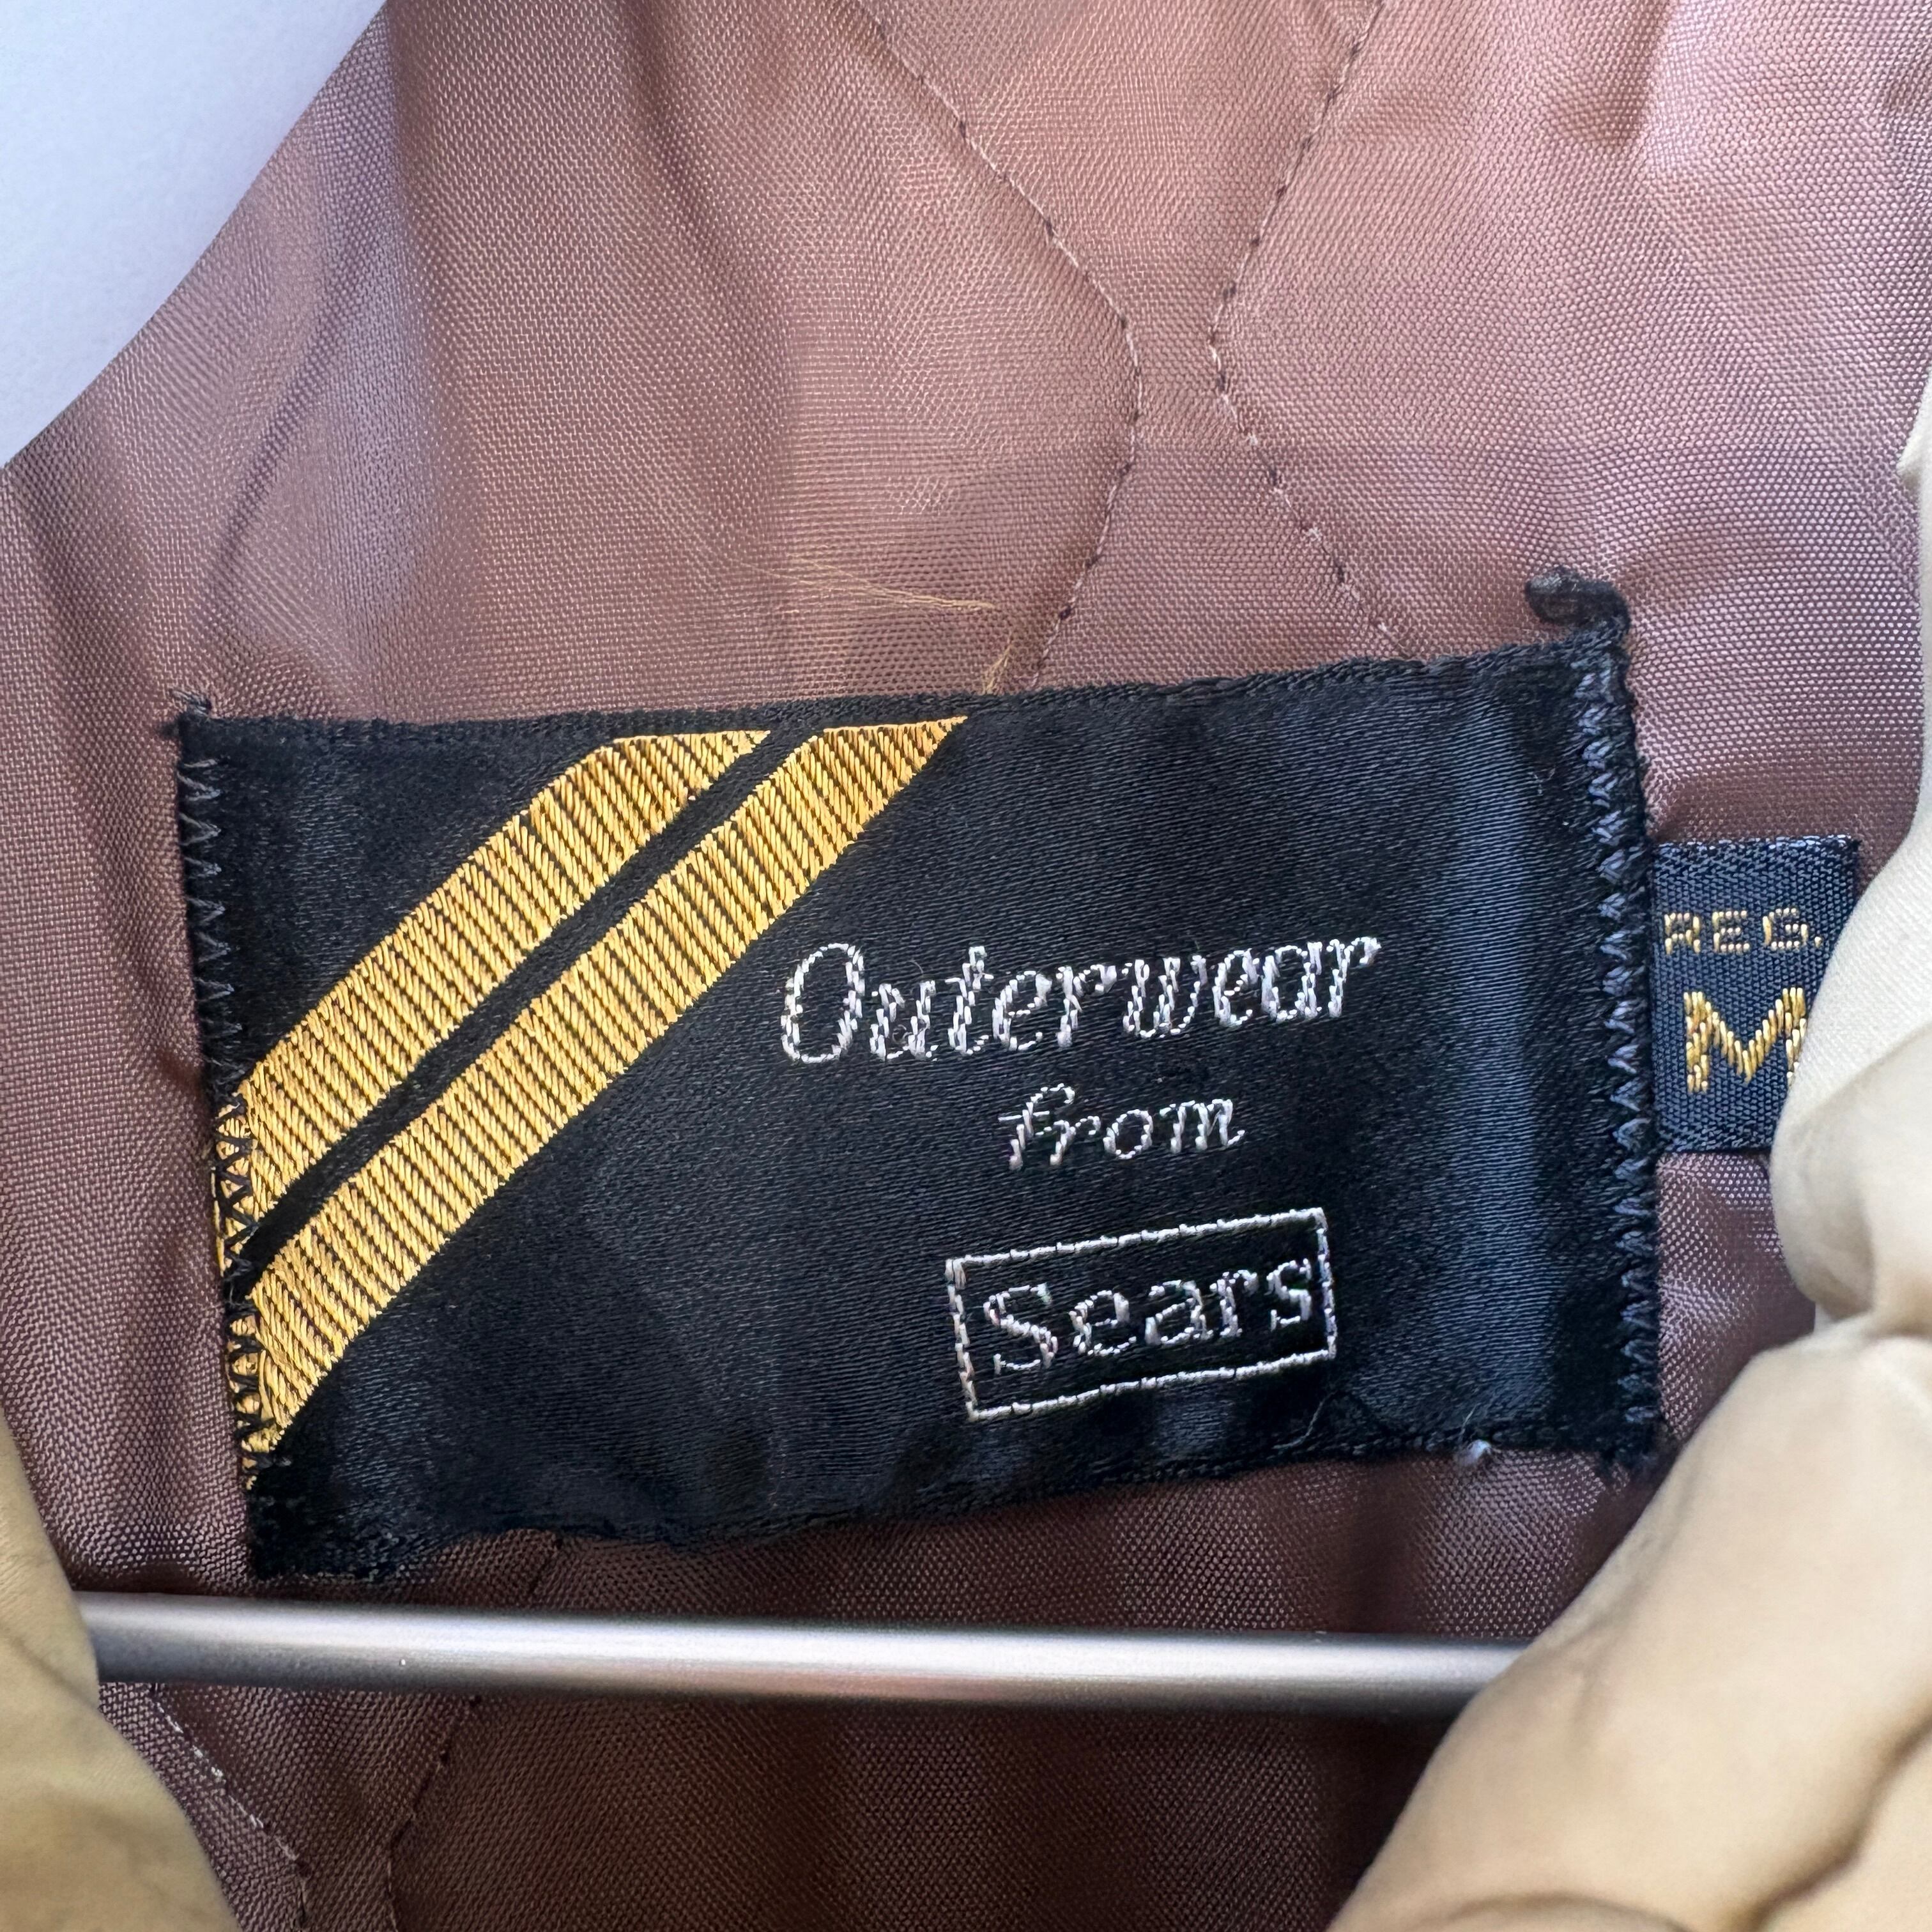 Outerwear
from
Sears
REG.
M